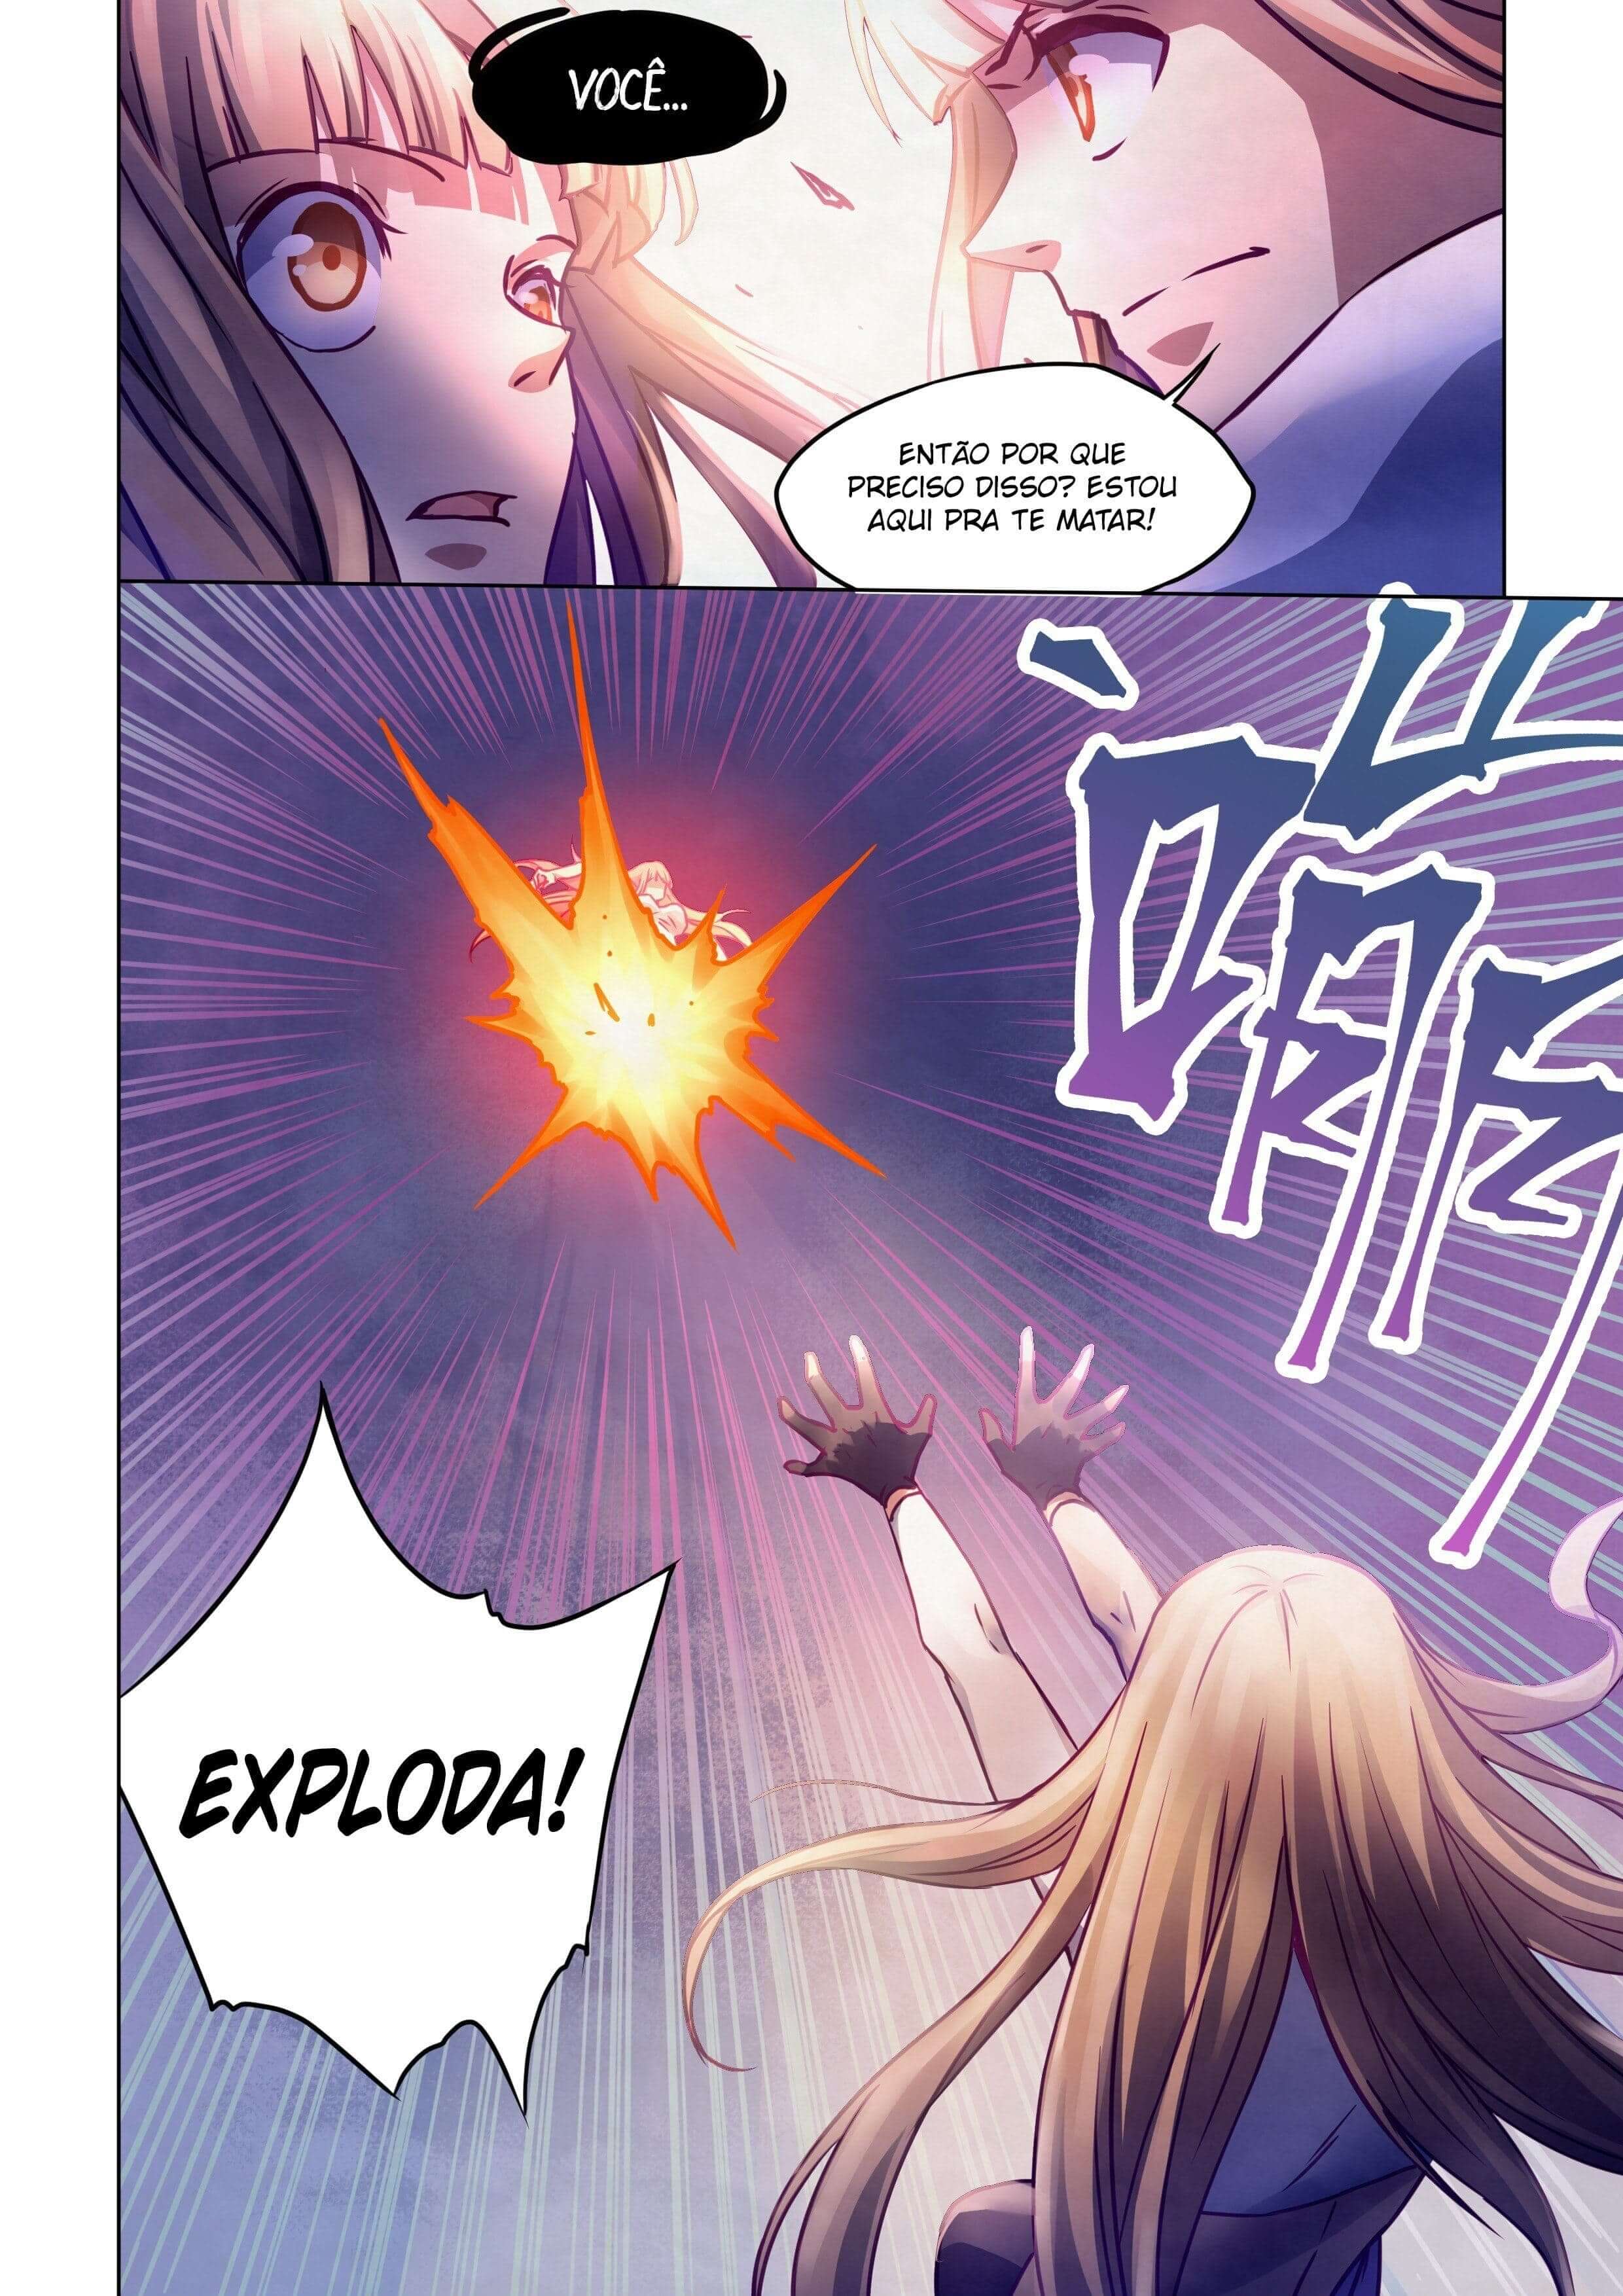 VOCÊ...
ENTÃO POR QUE
PRECISO DISSO? ESTOU
AQUI PRA TE MATAR!
EXPLODA!